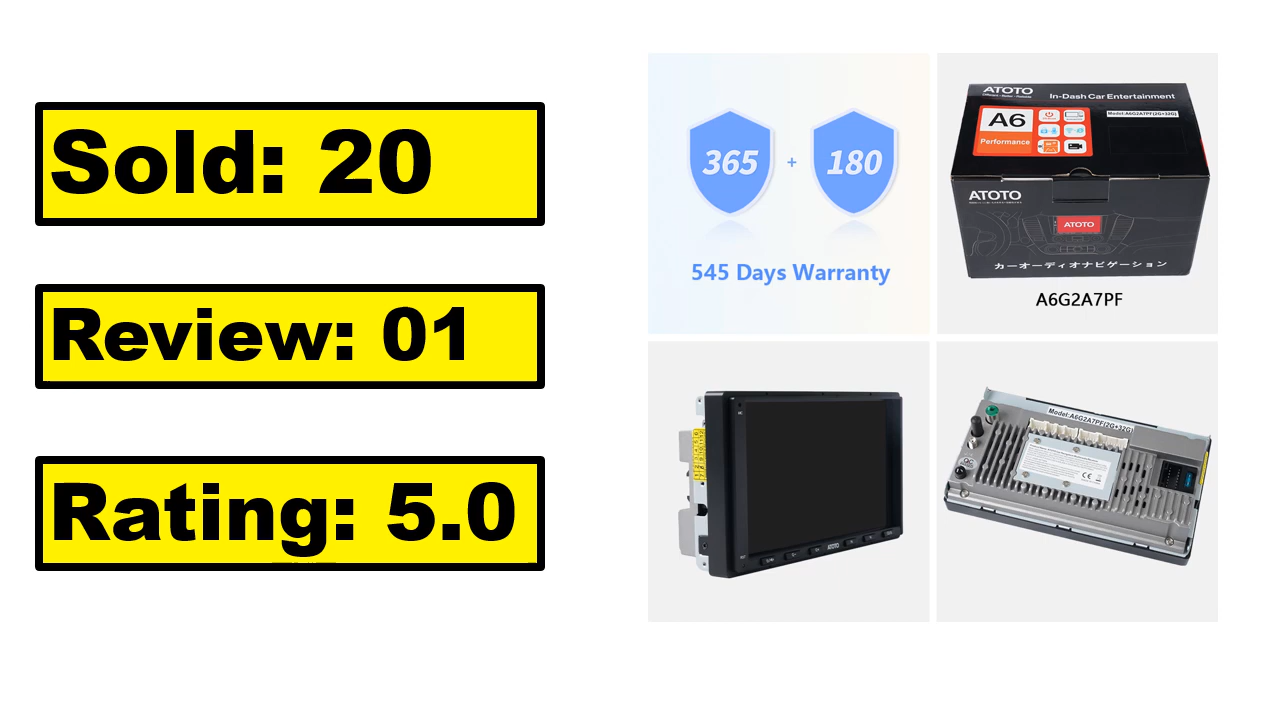 Sold: 20
Review: 01
Rating: 5.0
365 + 180
545 Days Warranty
ATOTO
In-Dash Car Entertainment
A6
Performance
Model:A6G2A7PF(2G+32G)
ATOTO
ATOTO
カーオーディオナビゲーション
A6G2A7PF
ATOTO
Model:A6G2A7PF(2G+32G)
QC
CE